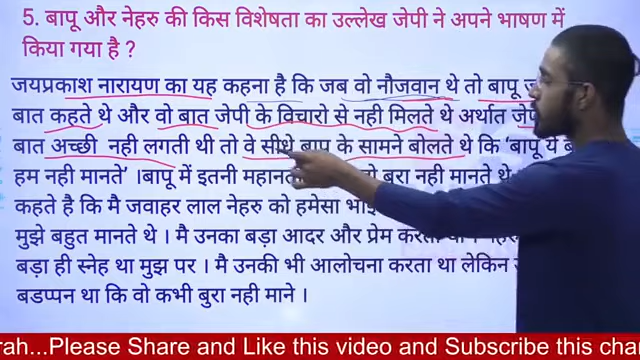 5. बापू और नेहरु की किस विशेषता का उल्लेख जेपी ने अपने भाषण में
किया गया है ?
जयप्रकाश नारायण का यह कहना है कि जब वो नौजवान थे तो बापू
बात कहते थे और वो बात जेपी के विचारो से नही मिलते थे अर्थात
बात अच्छी नही लगती थी तो वे सीधे बापू के सामने बोलते थे कि 'बापू ये
हम नही मानते' ।बापू में इतनी बुरा नही मानते थे
कहते है कि मै जवाहर लाल नेहरु को हमेसा
मुझे बहुत मानते थे । मै उनका बड़ा आदर और प्रेम
बड़ा ही स्नेह था मुझ पर । मै उनकी भी आलोचना करता था लेकिन
बडप्पन था कि वो कभी बुरा नही माने ।
rah...Please Share and Like this video and Subscribe this cha